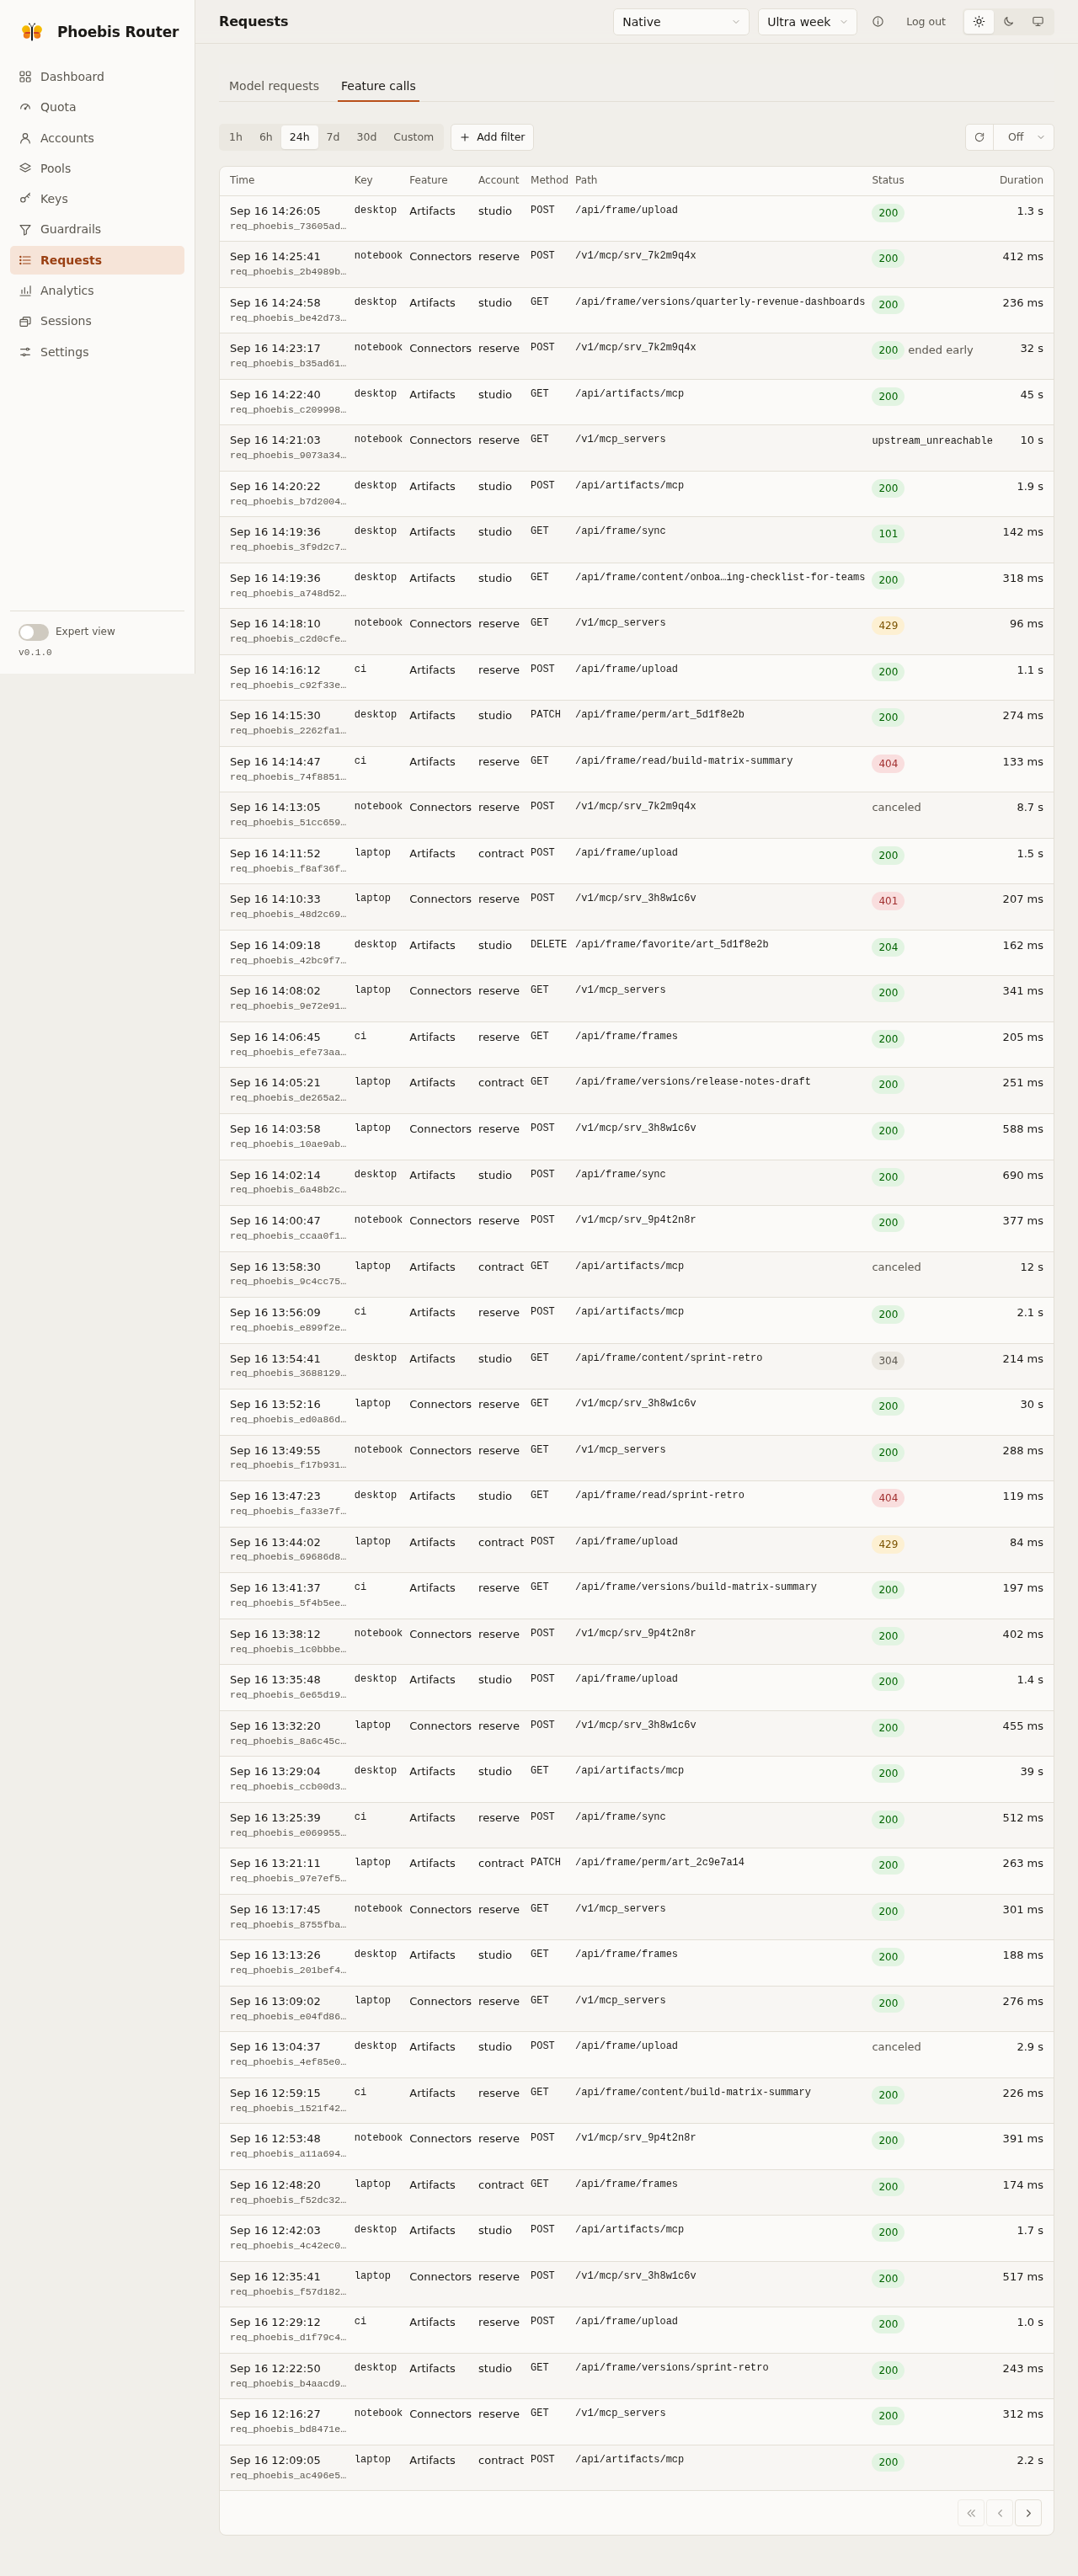 Phoebis Router
Dashboard
Quota
Accounts
Pools
Keys
Guardrails
Requests
Analytics
Sessions
Settings
Expert view
v0.1.0
Requests
Native
Ultra week
Log out
Model requests
Feature calls
1h 6h 24h 7d 30d Custom
Add filter
Off
Time Key Feature Account Method Path Status Duration
Sep 16 14:26:05 desktop Artifacts studio POST /api/frame/upload 200 1.3 s
req_phoebis_73605ad…
Sep 16 14:25:41 notebook Connectors reserve POST /v1/mcp/srv_7k2m9q4x 200 412 ms
req_phoebis_2b4989b…
Sep 16 14:24:58 desktop Artifacts studio GET /api/frame/versions/quarterly-revenue-dashboards 200 236 ms
req_phoebis_be42d73…
Sep 16 14:23:17 notebook Connectors reserve POST /v1/mcp/srv_7k2m9q4x 200 ended early 32 s
req_phoebis_b35ad61…
Sep 16 14:22:40 desktop Artifacts studio GET /api/artifacts/mcp 200 45 s
req_phoebis_c209998…
Sep 16 14:21:03 notebook Connectors reserve GET /v1/mcp_servers upstream_unreachable 10 s
req_phoebis_9073a34…
Sep 16 14:20:22 desktop Artifacts studio POST /api/artifacts/mcp 200 1.9 s
req_phoebis_b7d2004…
Sep 16 14:19:36 desktop Artifacts studio GET /api/frame/sync 101 142 ms
req_phoebis_3f9d2c7…
Sep 16 14:19:36 desktop Artifacts studio GET /api/frame/content/onboa…ing-checklist-for-teams 200 318 ms
req_phoebis_a748d52…
Sep 16 14:18:10 notebook Connectors reserve GET /v1/mcp_servers 429 96 ms
req_phoebis_c2d0cfe…
Sep 16 14:16:12 ci Artifacts reserve POST /api/frame/upload 200 1.1 s
req_phoebis_c92f33e…
Sep 16 14:15:30 desktop Artifacts studio PATCH /api/frame/perm/art_5d1f8e2b 200 274 ms
req_phoebis_2262fa1…
Sep 16 14:14:47 ci Artifacts reserve GET /api/frame/read/build-matrix-summary 404 133 ms
req_phoebis_74f8851…
Sep 16 14:13:05 notebook Connectors reserve POST /v1/mcp/srv_7k2m9q4x canceled 8.7 s
req_phoebis_51cc659…
Sep 16 14:11:52 laptop Artifacts contract POST /api/frame/upload 200 1.5 s
req_phoebis_f8af36f…
Sep 16 14:10:33 laptop Connectors reserve POST /v1/mcp/srv_3h8w1c6v 401 207 ms
req_phoebis_48d2c69…
Sep 16 14:09:18 desktop Artifacts studio DELETE /api/frame/favorite/art_5d1f8e2b 204 162 ms
req_phoebis_42bc9f7…
Sep 16 14:08:02 laptop Connectors reserve GET /v1/mcp_servers 200 341 ms
req_phoebis_9e72e91…
Sep 16 14:06:45 ci Artifacts reserve GET /api/frame/frames 200 205 ms
req_phoebis_efe73aa…
Sep 16 14:05:21 laptop Artifacts contract GET /api/frame/versions/release-notes-draft 200 251 ms
req_phoebis_de265a2…
Sep 16 14:03:58 laptop Connectors reserve POST /v1/mcp/srv_3h8w1c6v 200 588 ms
req_phoebis_10ae9ab…
Sep 16 14:02:14 desktop Artifacts studio POST /api/frame/sync 200 690 ms
req_phoebis_6a48b2c…
Sep 16 14:00:47 notebook Connectors reserve POST /v1/mcp/srv_9p4t2n8r 200 377 ms
req_phoebis_ccaa0f1…
Sep 16 13:58:30 laptop Artifacts contract GET /api/artifacts/mcp canceled 12 s
req_phoebis_9c4cc75…
Sep 16 13:56:09 ci Artifacts reserve POST /api/artifacts/mcp 200 2.1 s
req_phoebis_e899f2e…
Sep 16 13:54:41 desktop Artifacts studio GET /api/frame/content/sprint-retro 304 214 ms
req_phoebis_3688129…
Sep 16 13:52:16 laptop Connectors reserve GET /v1/mcp/srv_3h8w1c6v 200 30 s
req_phoebis_ed0a86d…
Sep 16 13:49:55 notebook Connectors reserve GET /v1/mcp_servers 200 288 ms
req_phoebis_f17b931…
Sep 16 13:47:23 desktop Artifacts studio GET /api/frame/read/sprint-retro 404 119 ms
req_phoebis_fa33e7f…
Sep 16 13:44:02 laptop Artifacts contract POST /api/frame/upload 429 84 ms
req_phoebis_69686d8…
Sep 16 13:41:37 ci Artifacts reserve GET /api/frame/versions/build-matrix-summary 200 197 ms
req_phoebis_5f4b5ee…
Sep 16 13:38:12 notebook Connectors reserve POST /v1/mcp/srv_9p4t2n8r 200 402 ms
req_phoebis_1c0bbbe…
Sep 16 13:35:48 desktop Artifacts studio POST /api/frame/upload 200 1.4 s
req_phoebis_6e65d19…
Sep 16 13:32:20 laptop Connectors reserve POST /v1/mcp/srv_3h8w1c6v 200 455 ms
req_phoebis_8a6c45c…
Sep 16 13:29:04 desktop Artifacts studio GET /api/artifacts/mcp 200 39 s
req_phoebis_ccb00d3…
Sep 16 13:25:39 ci Artifacts reserve POST /api/frame/sync 200 512 ms
req_phoebis_e069955…
Sep 16 13:21:11 laptop Artifacts contract PATCH /api/frame/perm/art_2c9e7a14 200 263 ms
req_phoebis_97e7ef5…
Sep 16 13:17:45 notebook Connectors reserve GET /v1/mcp_servers 200 301 ms
req_phoebis_8755fba…
Sep 16 13:13:26 desktop Artifacts studio GET /api/frame/frames 200 188 ms
req_phoebis_201bef4…
Sep 16 13:09:02 laptop Connectors reserve GET /v1/mcp_servers 200 276 ms
req_phoebis_e04fd86…
Sep 16 13:04:37 desktop Artifacts studio POST /api/frame/upload canceled 2.9 s
req_phoebis_4ef85e0…
Sep 16 12:59:15 ci Artifacts reserve GET /api/frame/content/build-matrix-summary 200 226 ms
req_phoebis_1521f42…
Sep 16 12:53:48 notebook Connectors reserve POST /v1/mcp/srv_9p4t2n8r 200 391 ms
req_phoebis_a11a694…
Sep 16 12:48:20 laptop Artifacts contract GET /api/frame/frames 200 174 ms
req_phoebis_f52dc32…
Sep 16 12:42:03 desktop Artifacts studio POST /api/artifacts/mcp 200 1.7 s
req_phoebis_4c42ec0…
Sep 16 12:35:41 laptop Connectors reserve POST /v1/mcp/srv_3h8w1c6v 200 517 ms
req_phoebis_f57d182…
Sep 16 12:29:12 ci Artifacts reserve POST /api/frame/upload 200 1.0 s
req_phoebis_d1f79c4…
Sep 16 12:22:50 desktop Artifacts studio GET /api/frame/versions/sprint-retro 200 243 ms
req_phoebis_b4aacd9…
Sep 16 12:16:27 notebook Connectors reserve GET /v1/mcp_servers 200 312 ms
req_phoebis_bd8471e…
Sep 16 12:09:05 laptop Artifacts contract POST /api/artifacts/mcp 200 2.2 s
req_phoebis_ac496e5…